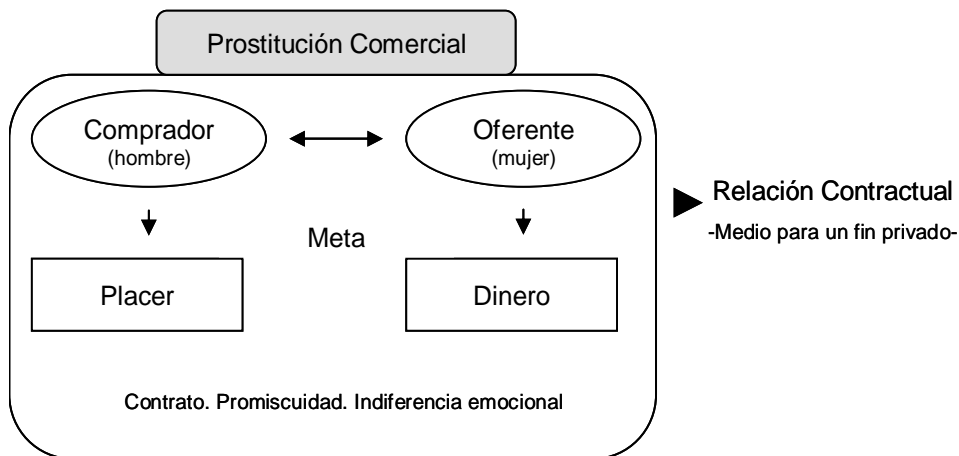 Prostitución Comercial
Comprador
(hombre)
Oferente
(mujer)
Relación Contractual
-Medio para un fin privado-
Meta
Placer
Dinero
Contrato. Promiscuidad. Indiferencia emocional